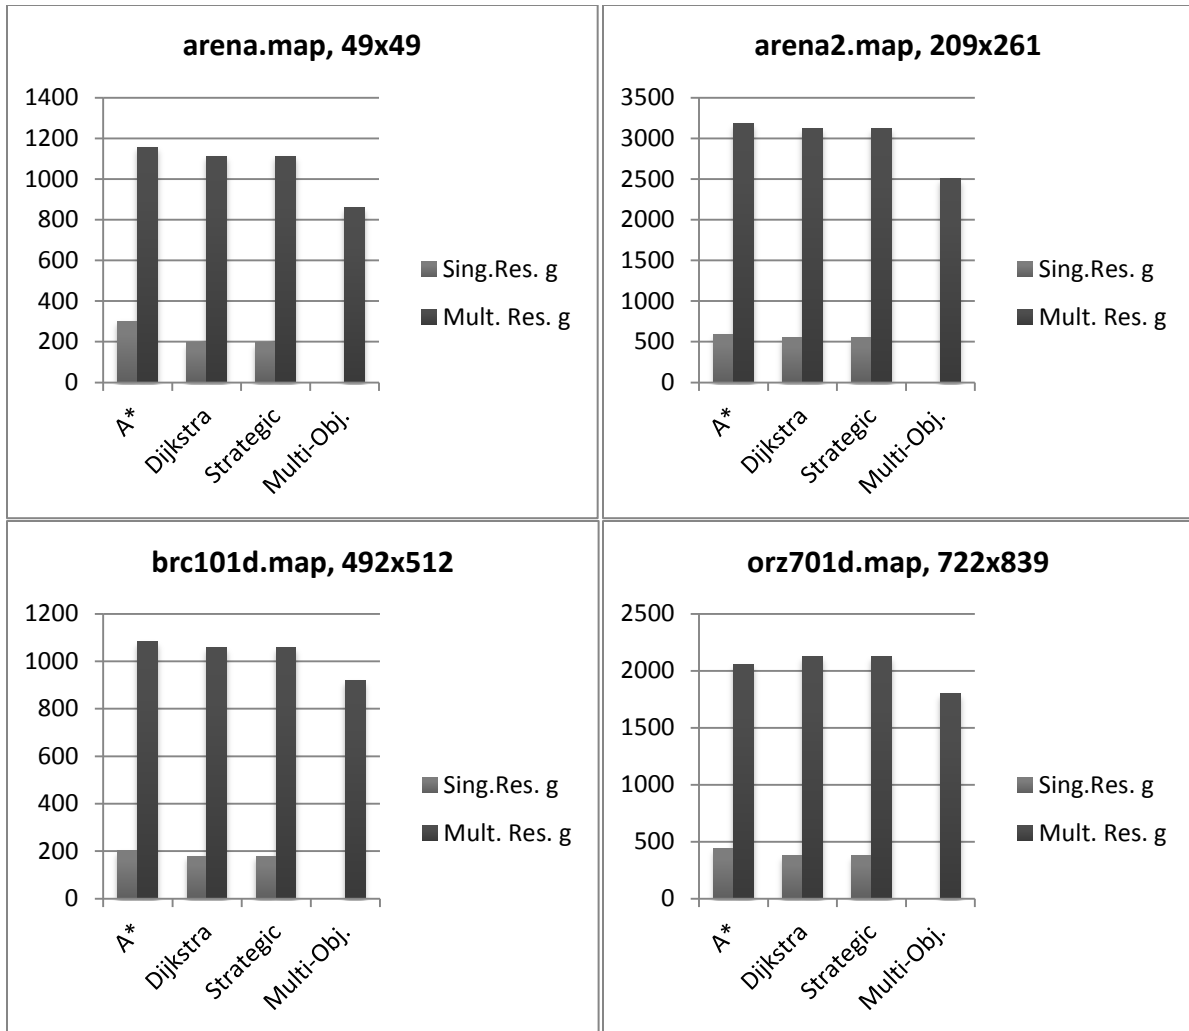 arena.map, 49x49
1400
1200
1000
800
600
400
200
0
A*
Dijkstra
Strategic
Multi-Obj.
Sing.Res. g
Mult. Res. g
arena2.map, 209x261
3500
3000
2500
2000
1500
1000
500
0
A*
Dijkstra
Strategic
Multi-Obj.
Sing.Res. g
Mult. Res. g
brc101d.map, 492x512
1200
1000
800
600
400
200
0
A*
Dijkstra
Strategic
Multi-Obj.
Sing.Res. g
Mult. Res. g
orz701d.map, 722x839
2500
2000
1500
1000
500
0
A*
Dijkstra
Strategic
Multi-Obj.
Sing.Res. g
Mult. Res. g